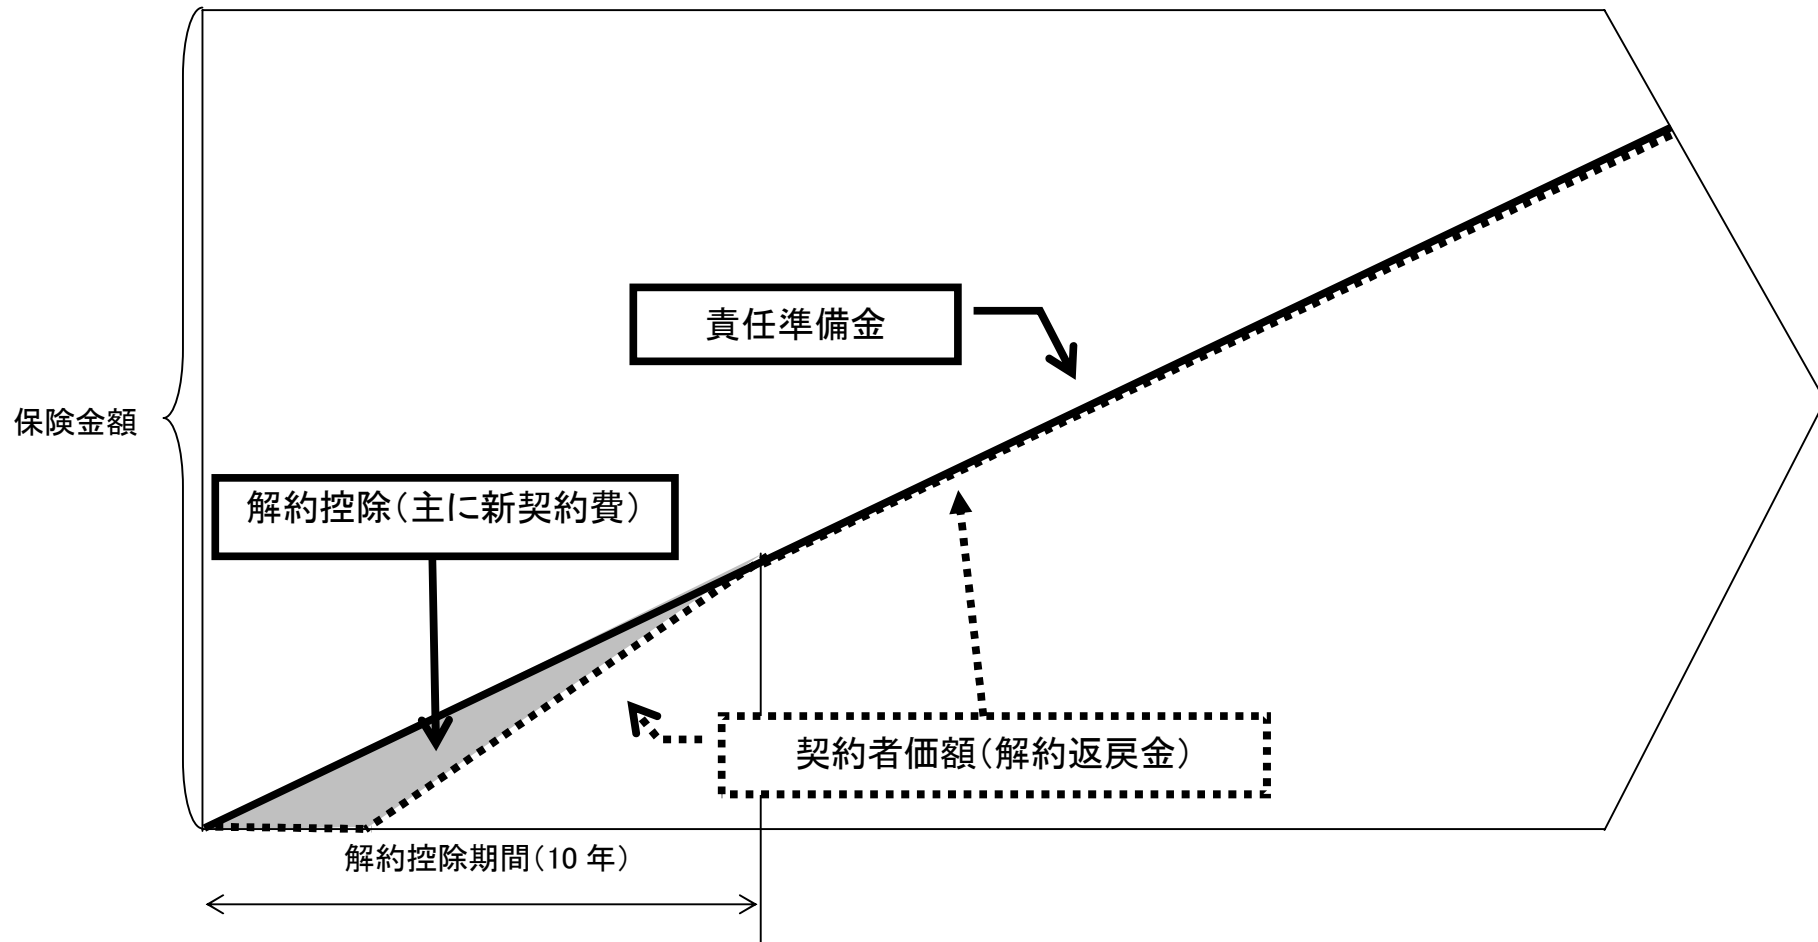 責任準備金
保険金額
解約控除(主に新契約費)
契約者価額(解約返戻金)
解約控除期間(10 年)